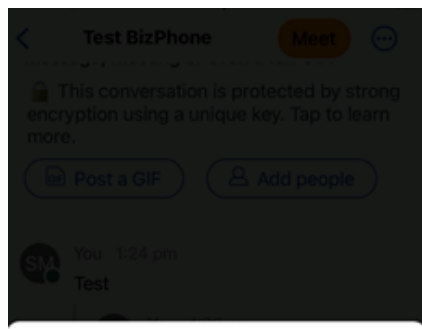 Test BizPhone
Meet
🔒 This conversation is protected by strong
encryption using a unique key. Tap to learn
more.
GIF Post a GIF
Add people
You 1:24 pm
SM
Test